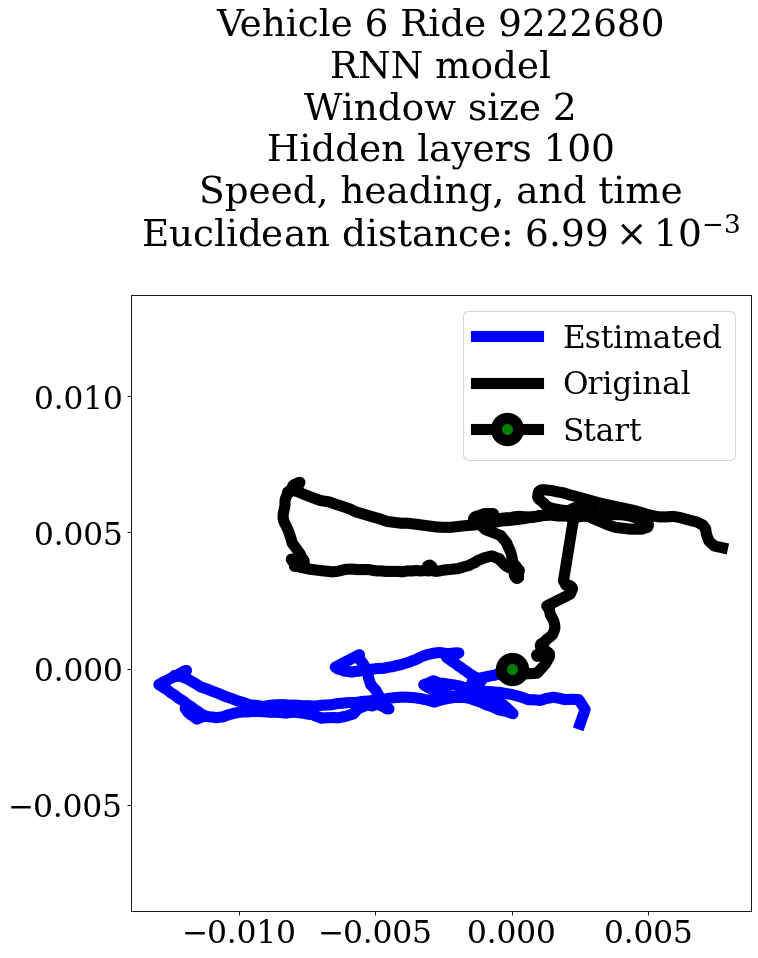 Vehicle 6 Ride 9222680
RNN model
Window size 2
Hidden layers 100
Speed, heading, and time
Euclidean distance: 6.99 × 10⁻³
Estimated
Original
Start
0.010
0.005
0.000
−0.005
−0.010 −0.005 0.000 0.005